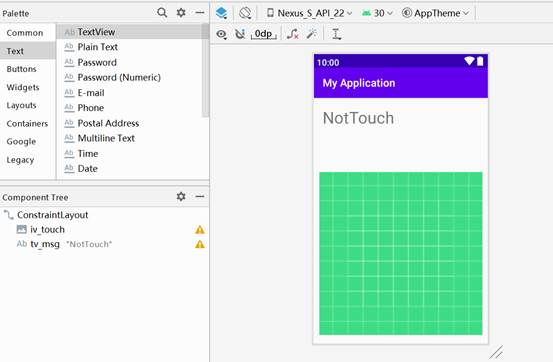 Palette
Common
Text
Buttons
Widgets
Layouts
Containers
Google
Legacy
Ab TextView
Ab Plain Text
Ab Password
Ab Password (Numeric)
Ab E-mail
Ab Phone
Ab Postal Address
Ab Multiline Text
Ab Time
Ab Date
Component Tree
ConstraintLayout
iv_touch
Ab tv_msg "NotTouch"
Nexus_S_API_22 30 AppTheme
0dp
10:00
My Application
NotTouch